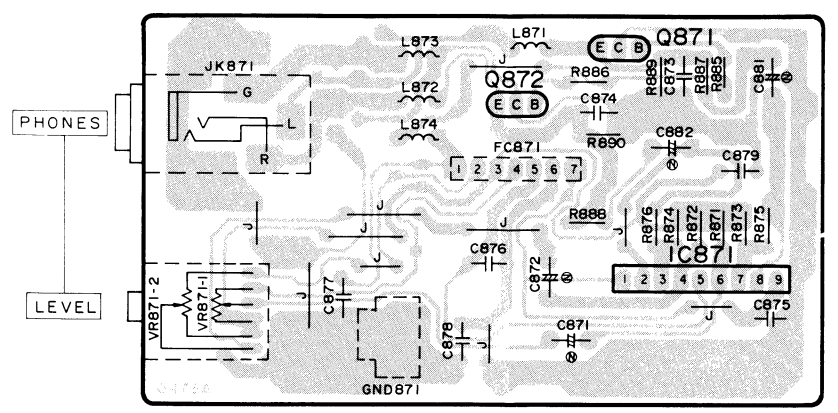 L871
Q871
L873
E C B
J
JK871
Q872
R886
R889
C873
R887
R885
C881
G
L872
E C B
C874
PHONES
L
L874
R890
C882
N
FC871
R
1 2 3 4 5 6 7
C879
J
J
J
J
R888
J
R876
R874
R872
R871
R873
R875
C876
IC871
J
J
C872
N
1 2 3 4 5 6 7 8 9
VR871-2
VR871-1
C877
LEVEL
J
C875
C878
J
C871
N
GND871